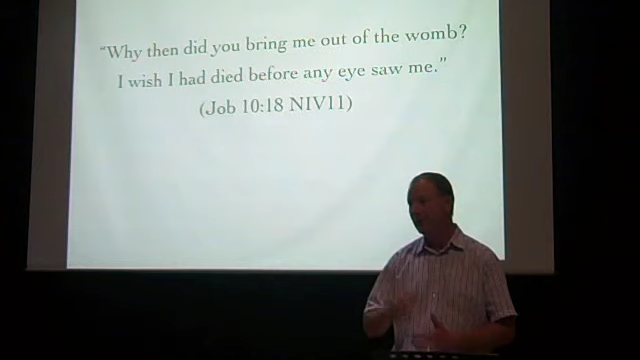 “Why then did you bring me out of the womb?
I wish I had died before any eye saw me.”
(Job 10:18 NIV11)